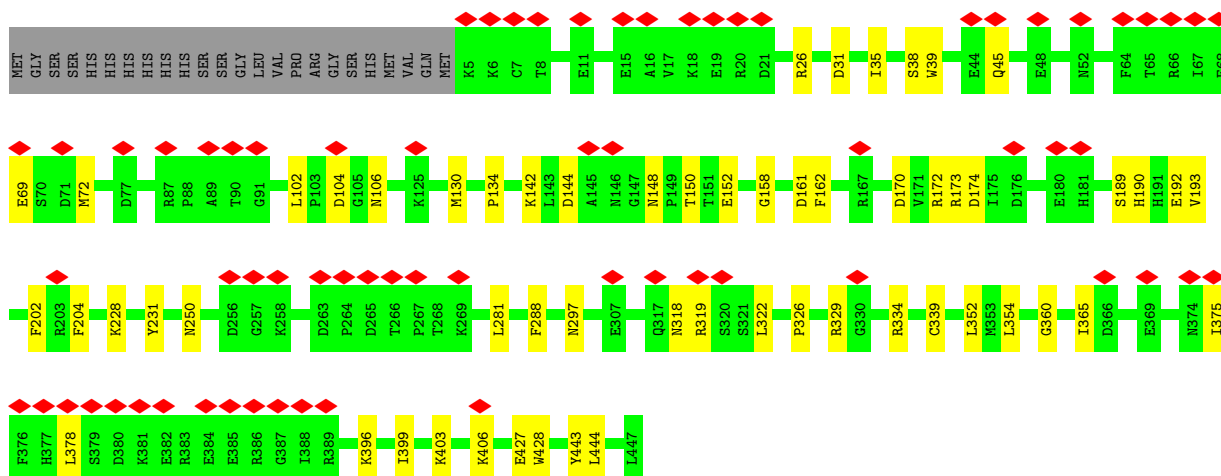 MET GLY SER SER HIS HIS HIS HIS HIS HIS SER SER GLY LEU VAL PRO ARG GLY SER HIS MET VAL GLN MET K5 K6 C7 T8 E11 E15 A16 V17 K18 E19 R20 D21 R26 D31 I35 S38 W39 E44 Q45 E48 N52 F64 T65 R66 I67
E69 S70 D71 M72 D77 R87 P88 A89 T90 G91 L102 P103 D104 G105 N106 K125 M130 P134 K142 L143 D144 A145 N146 G147 N148 P149 T150 T151 E152 G158 D161 F162 R167 D170 V171 R172 R173 D174 I175 D176 E180 H181 S189 H190 H191 E192 V193
F202 R203 F204 K228 Y231 N250 D256 G257 K258 D263 P264 D265 T266 P267 T268 K269 L281 F288 N297 E307 Q317 N318 R319 S320 S321 L322 P326 R329 G330 R334 C339 L352 M353 L354 G360 I365 D366 E369 N374 I375
F376 H377 L378 S379 D380 K381 E382 R383 E384 E385 R386 G387 I388 R389 K396 I399 K403 K406 E427 W428 Y443 L444 L447